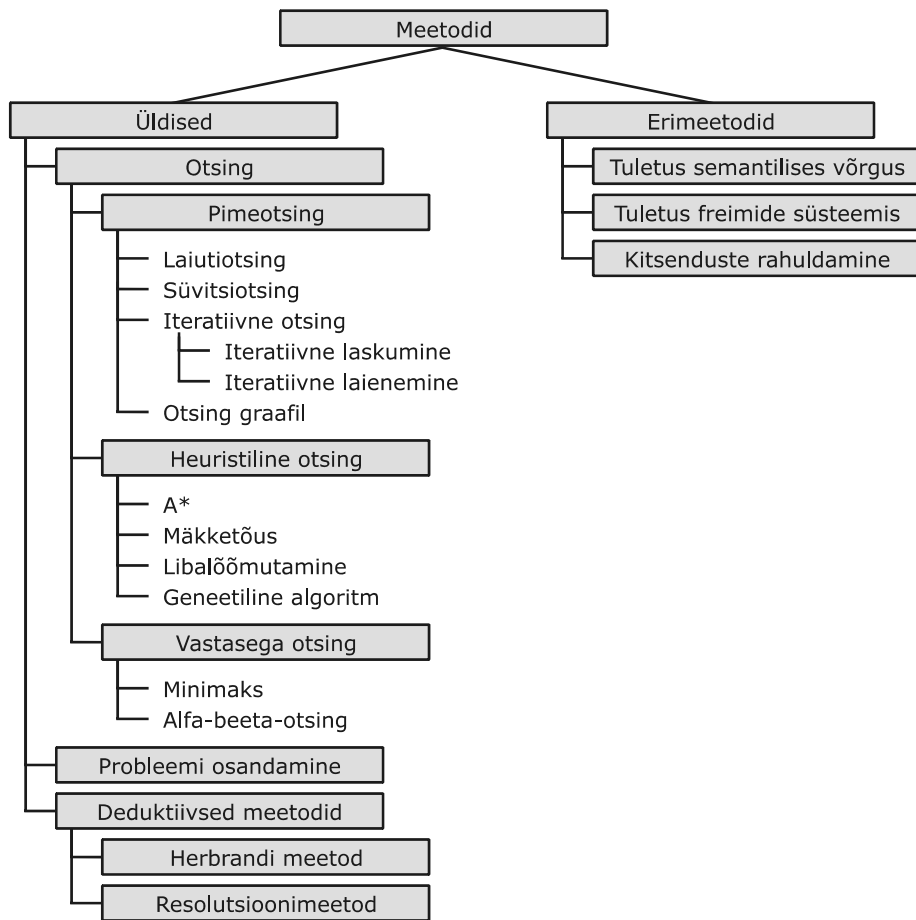 Meetodid
Üldised
Otsing
Pimeotsing
Laiutiotsing
Süvitsiotsing
Iteratiivne otsing
Iteratiivne laskumine
Iteratiivne laienemine
Otsing graafil
Heuristiline otsing
A*
Mäkketõus
Libalõõmutamine
Geneetiline algoritm
Vastasega otsing
Minimaks
Alfa-beeta-otsing
Probleemi osandamine
Deduktiivsed meetodid
Herbrandi meetod
Resolutsioonimeetod
Erimeetodid
Tuletus semantilises võrgus
Tuletus freimide süsteemis
Kitsenduste rahuldamine